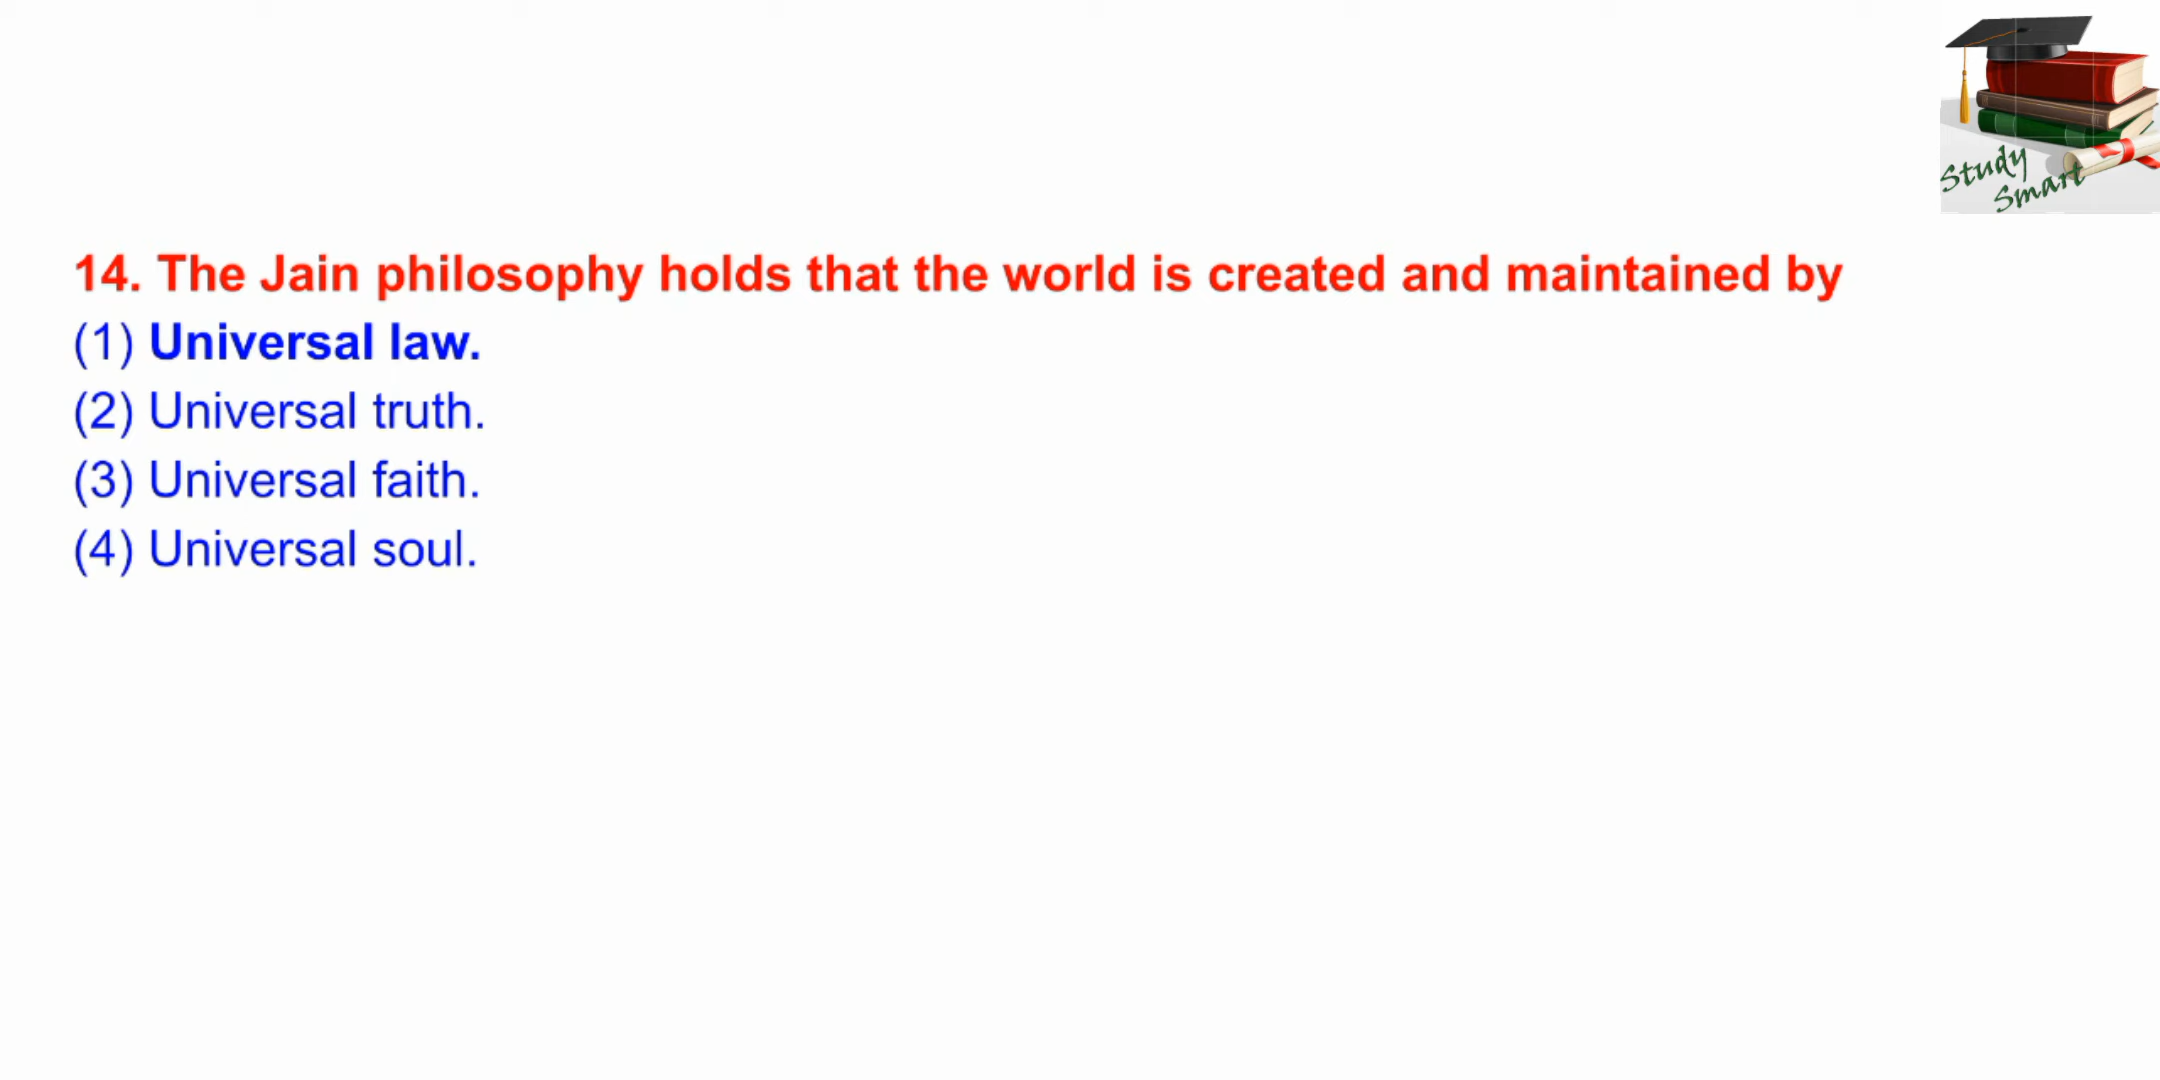 Study
Smart
14. The Jain philosophy holds that the world is created and maintained by
(1) Universal law.
(2) Universal truth.
(3) Universal faith.
(4) Universal soul.